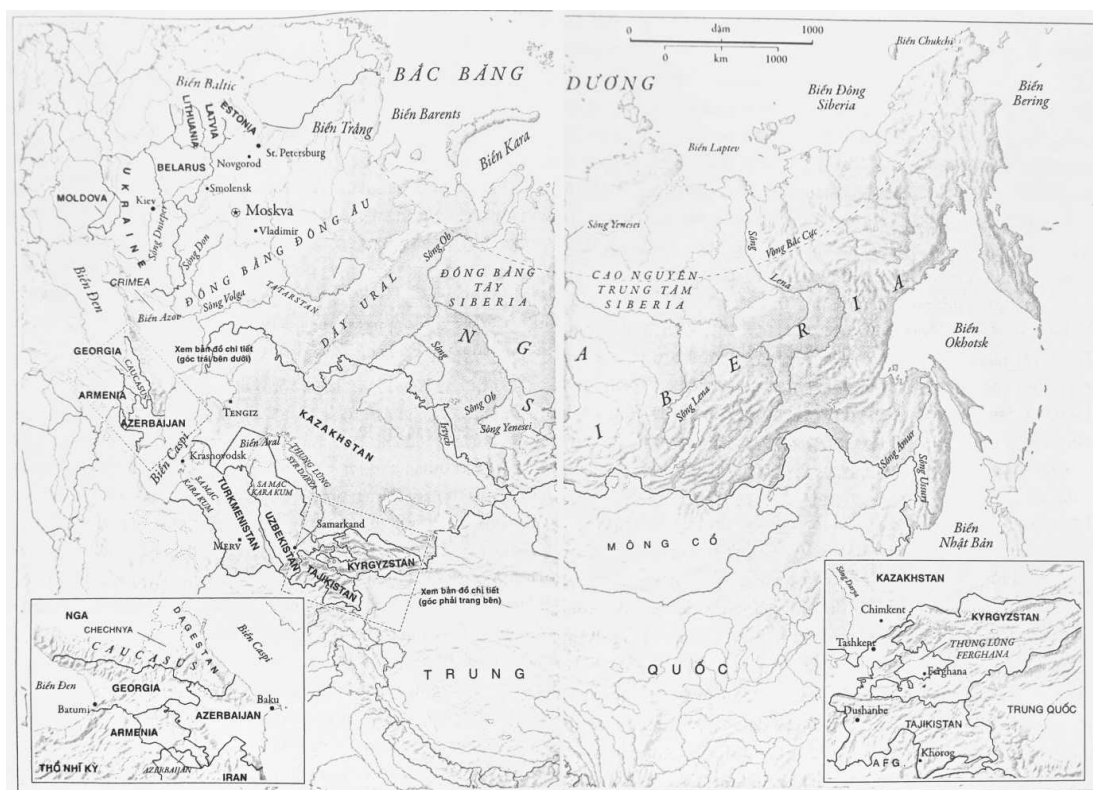 0 dặm 1000
0 km 1000
BẮC BĂNG
DƯƠNG
Biển Chukchi
Biển Bering
Biển Đông Siberia
Biển Laptev
Biển Kara
Biển Barents
Biển Trắng
Biển Baltic
ESTONIA
LATVIA
LITHUANIA
St. Petersburg
Novgorod
BELARUS
Smolensk
MOLDOVA
UKRAINE
Kiev
Sông Dnieper
Sông Don
Moskva
Vladimir
ĐỒNG BẰNG ĐÔNG ÂU
Sông Volga
TATARSTAN
DÃY URAL
Sông Ob
ĐỒNG BẰNG
TÂY
SIBERIA
Sông Yenesei
CAO NGUYÊN
TRUNG TÂM
SIBERIA
Sông
Lena
Vòng Bắc Cực
NGA
SIBERIA
Biển
Okhotsk
Biển Đen
CRIMEA
Biển Azov
GEORGIA
CAUCASUS
ARMENIA
AZERBAIJAN
Xem bản đồ chi tiết
(góc trái bên dưới)
TENGIZ
KAZAKHSTAN
Sông
Irtysh
Sông Ob
Sông Yenesei
Sông Lena
Sông Amur
Sông Ussuri
Biển Caspi
Krasnovodsk
Biển Aral
THUNG LŨNG
SYR DARYA
SA MẠC
KARA KUM
SA MẠC
KARA KUM
TURKMENISTAN
UZBEKISTAN
MERV
Samarkand
TAJIKISTAN
KYRGYZSTAN
Xem bản đồ chi tiết
(góc phải trang bên)
MÔNG CỔ
Biển
Nhật Bản
TRUNG QUỐC
NGA
CHECHNYA
DAGESTAN
CAUCASUS
Biển Caspi
Biển Đen
GEORGIA
Batumi
Baku
AZERBAIJAN
ARMENIA
AZERBAIJAN
THỔ NHĨ KỲ
IRAN
KAZAKHSTAN
Chimkent
Tashkent
KYRGYZSTAN
THUNG LŨNG
FERGHANA
Ferghana
Dushanbe
TAJIKISTAN
TRUNG QUỐC
Khorog
AFG.